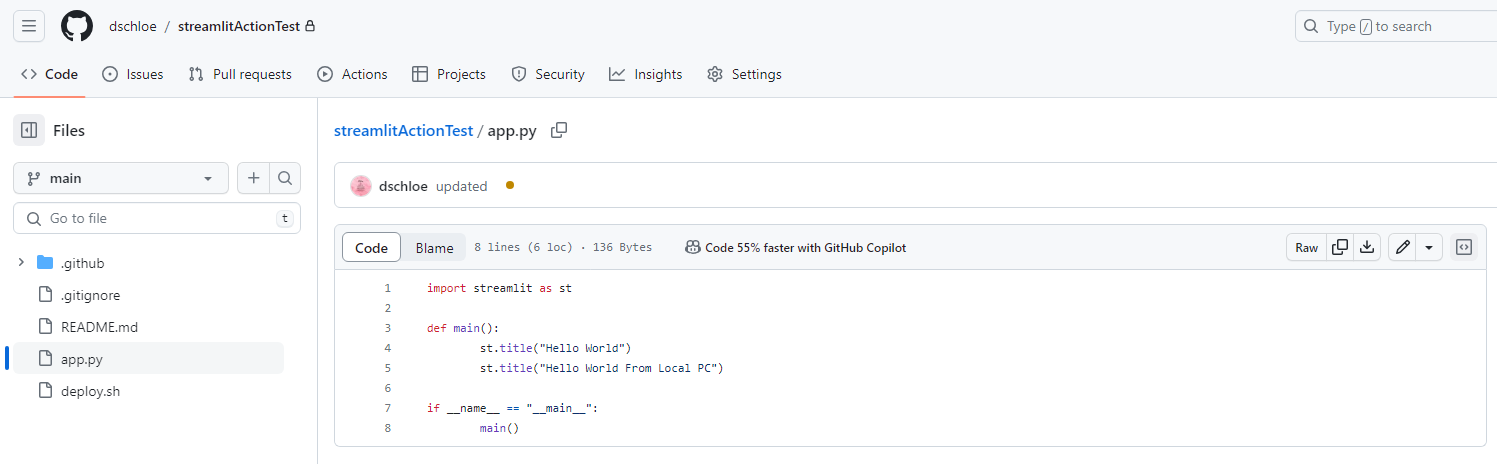 dschloe / streamlitActionTest
Type / to search
Code Issues Pull requests Actions Projects Security Insights Settings
Files
main
Go to file t
.github
.gitignore
README.md
app.py
deploy.sh
streamlitActionTest / app.py
dschloe updated
Code Blame 8 lines (6 loc) · 136 Bytes Code 55% faster with GitHub Copilot Raw
1 import streamlit as st
2
3 def main():
4 st.title("Hello World")
5 st.title("Hello World From Local PC")
6
7 if __name__ == "__main__":
8 main()